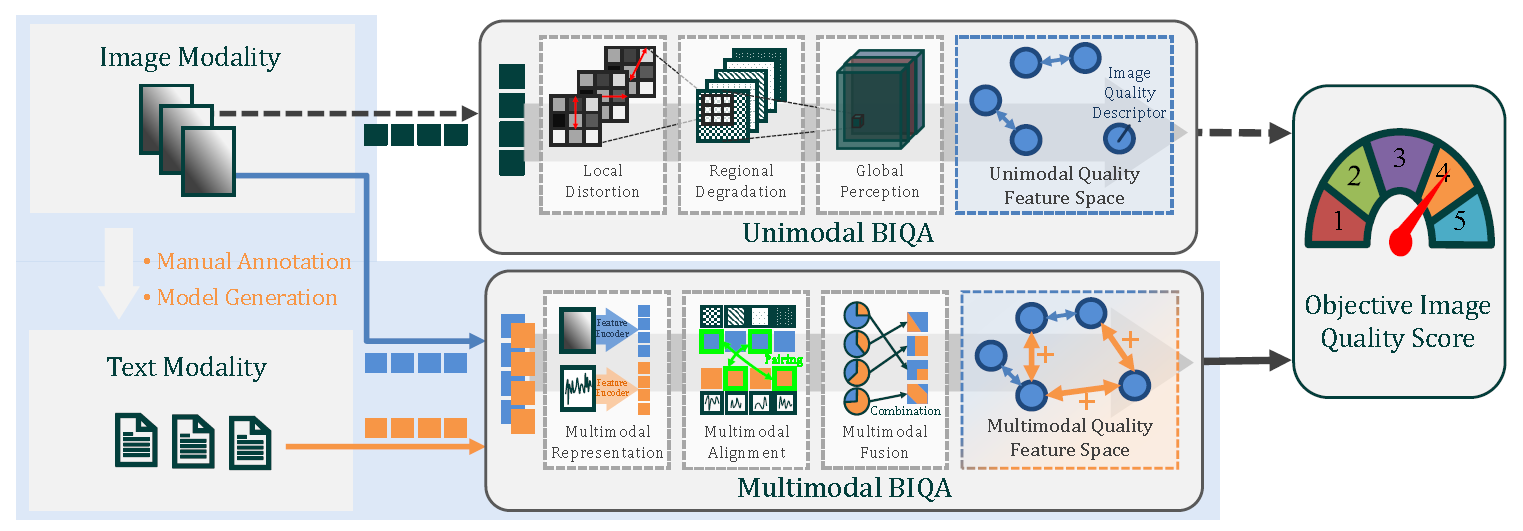 Image Modality
• Manual Annotation
• Model Generation
Text Modality
Local
Distortion
Regional
Degradation
Global
Perception
Image
Quality
Descriptor
Unimodal Quality
Feature Space
Unimodal BIQA
Feature
Encoder
Feature
Encoder
Multimodal
Representation
Pairing
Multimodal
Alignment
Combination
Multimodal
Fusion
+
+
+
Multimodal Quality
Feature Space
Multimodal BIQA
1
2
3
4
5
Objective Image
Quality Score